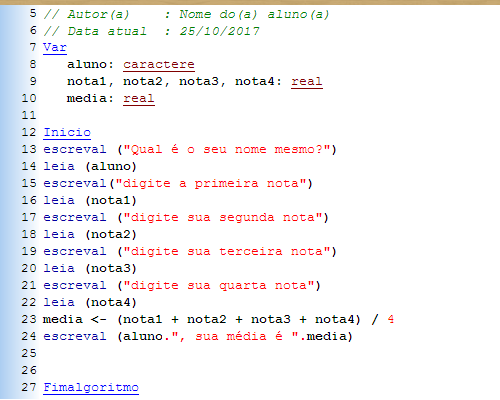 5 // Autor(a)    : Nome do(a) aluno(a)
6 // Data atual  : 25/10/2017
7 Var
8    aluno: caractere
9    nota1, nota2, nota3, nota4: real
10    media: real
11
12 Inicio
13 escreval ("Qual é o seu nome mesmo?")
14 leia (aluno)
15 escreval("digite a primeira nota")
16 leia (nota1)
17 escreval ("digite sua segunda nota")
18 leia (nota2)
19 escreval ("digite sua terceira nota")
20 leia (nota3)
21 escreval ("digite sua quarta nota")
22 leia (nota4)
23 media <- (nota1 + nota2 + nota3 + nota4) / 4
24 escreval (aluno.", sua média é ".media)
25
26
27 Fimalgoritmo